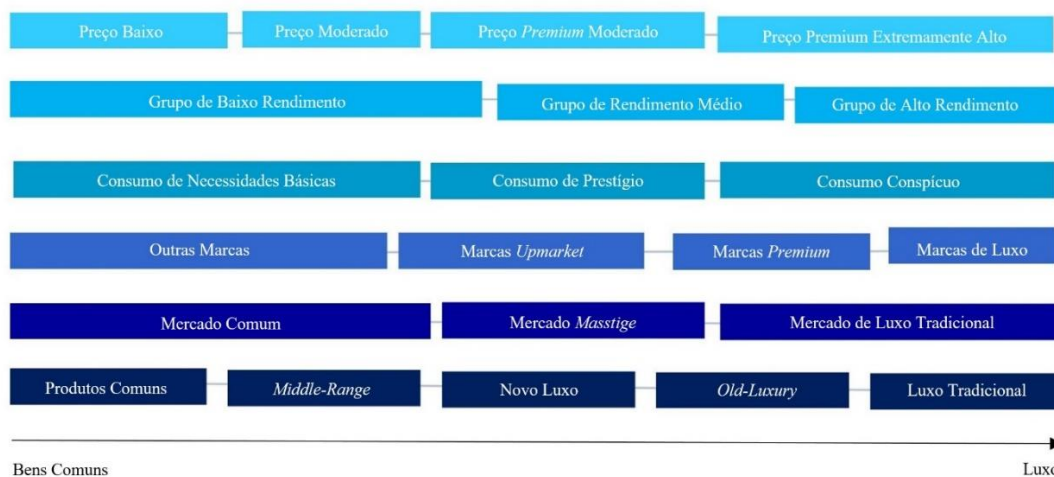 Preço Baixo Preço Moderado Preço Premium Moderado Preço Premium Extremamente Alto
Grupo de Baixo Rendimento Grupo de Rendimento Médio Grupo de Alto Rendimento
Consumo de Necessidades Básicas Consumo de Prestígio Consumo Conspícuo
Outras Marcas Marcas Upmarket Marcas Premium Marcas de Luxo
Mercado Comum Mercado Masstige Mercado de Luxo Tradicional
Produtos Comuns Middle-Range Novo Luxo Old-Luxury Luxo Tradicional
Bens Comuns Luxo